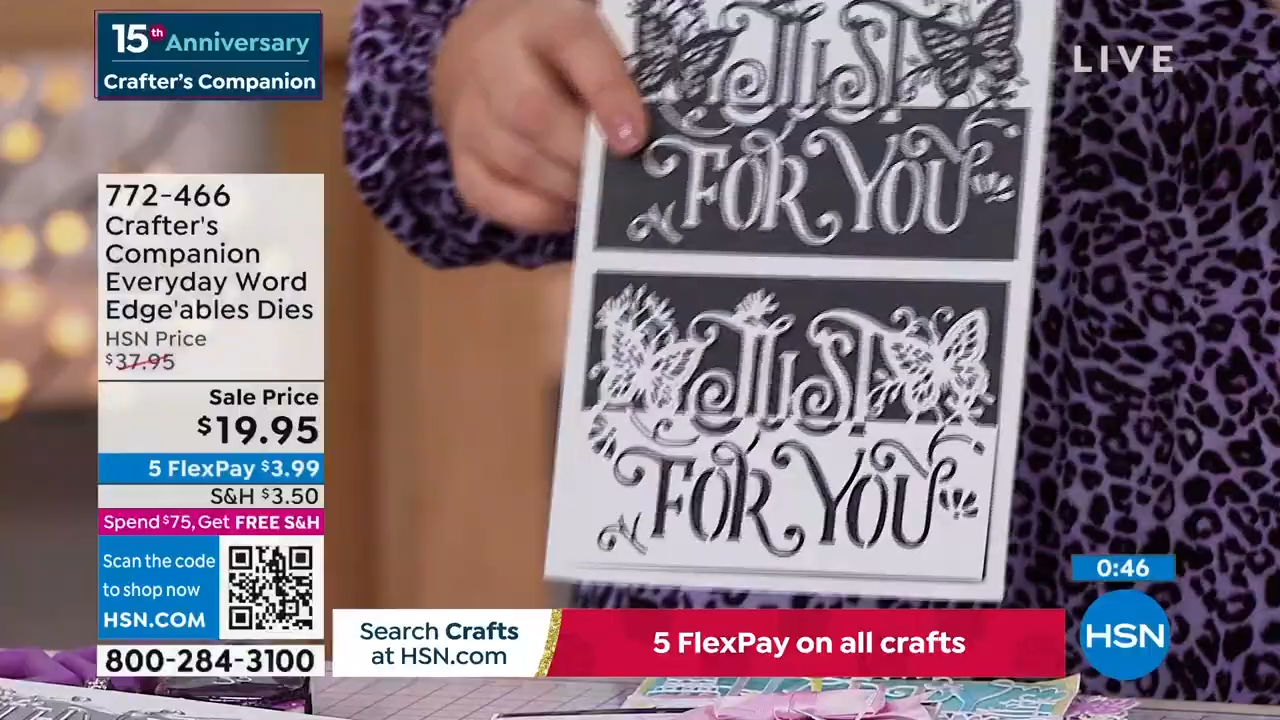 15th Anniversary
Crafter's Companion
LIVE
772-466
Crafter's
Companion
Everyday Word
Edge'ables Dies
HSN Price
$37.95
Sale Price
$19.95
5 FlexPay $3.99
S&H $3.50
Spend $75, Get FREE S&H
Scan the code
to shop now
HSN.COM
800-284-3100
JUST
FOR YOU
JUST
FOR YOU
Search Crafts
at HSN.com
5 FlexPay on all crafts
0:46
HSN